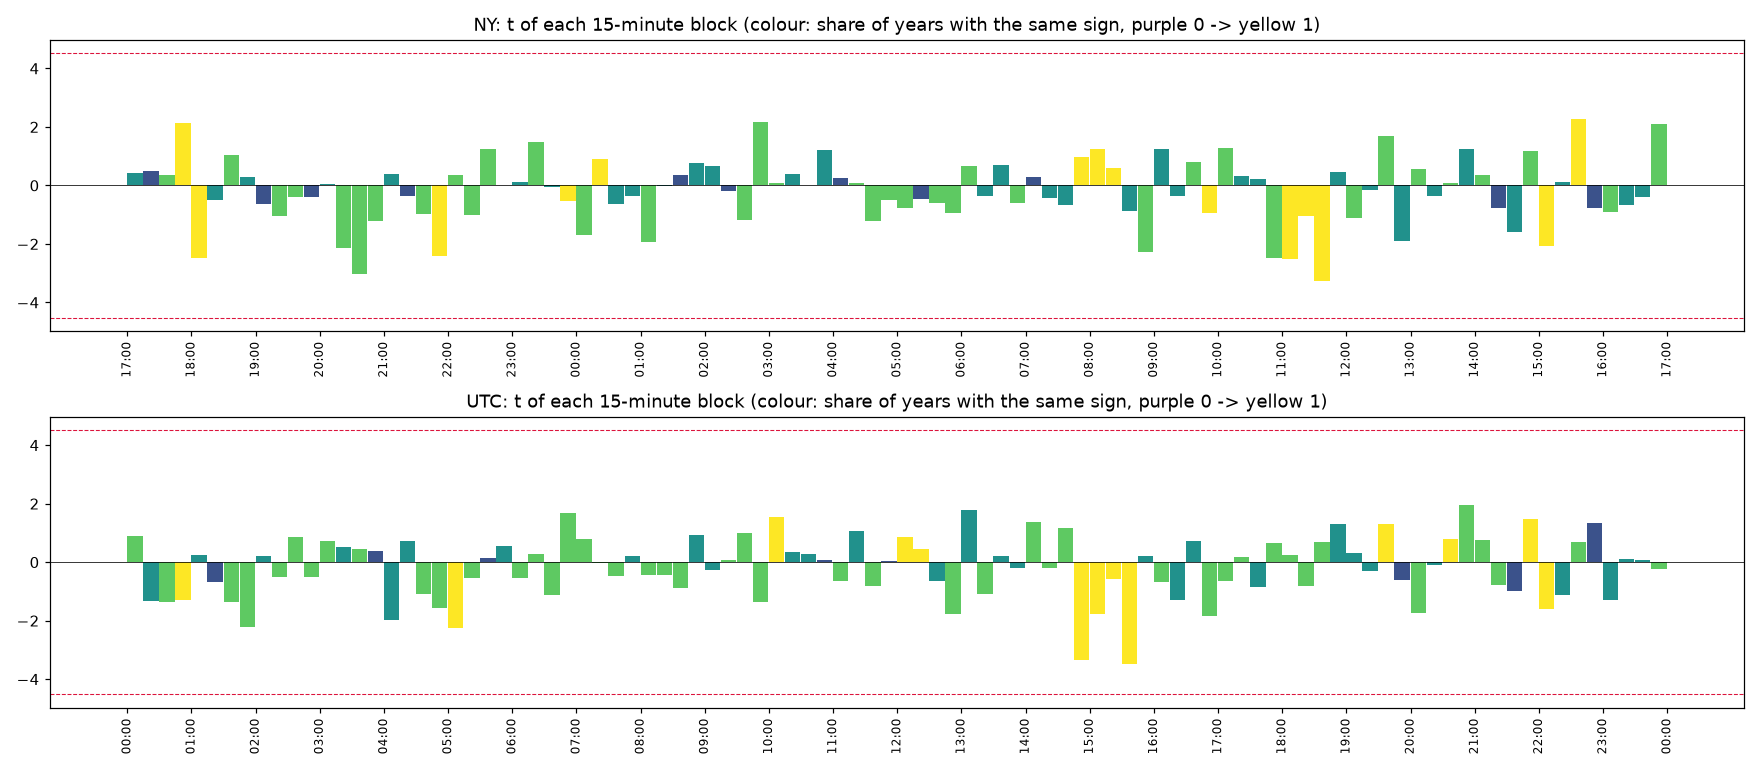 NY: t of each 15-minute block (colour: share of years with the same sign, purple 0 -> yellow 1)
4
2
0
−2
−4
17:00 18:00 19:00 20:00 21:00 22:00 23:00 00:00 01:00 02:00 03:00 04:00 05:00 06:00 07:00 08:00 09:00 10:00 11:00 12:00 13:00 14:00 15:00 16:00 17:00
UTC: t of each 15-minute block (colour: share of years with the same sign, purple 0 -> yellow 1)
4
2
0
−2
−4
00:00 01:00 02:00 03:00 04:00 05:00 06:00 07:00 08:00 09:00 10:00 11:00 12:00 13:00 14:00 15:00 16:00 17:00 18:00 19:00 20:00 21:00 22:00 23:00 00:00